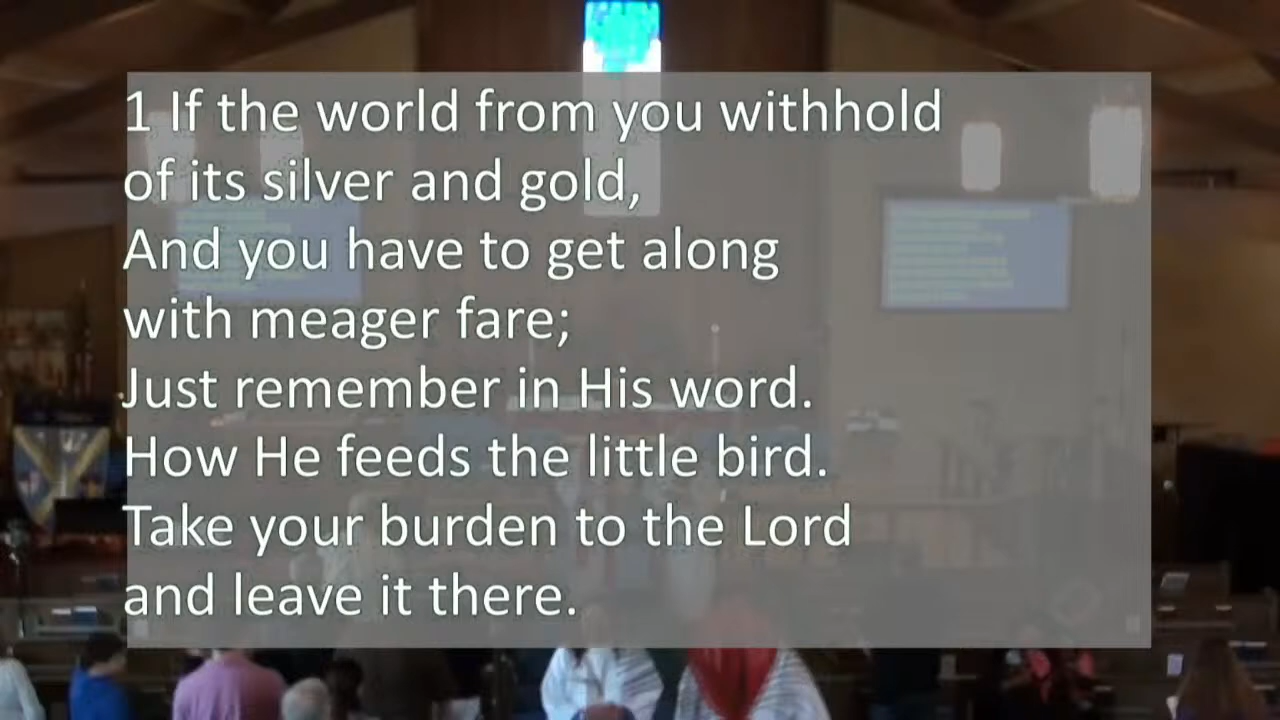 1 If the world from you withhold
of its silver and gold,
And you have to get along
with meager fare;
Just remember in His word.
How He feeds the little bird.
Take your burden to the Lord
and leave it there.